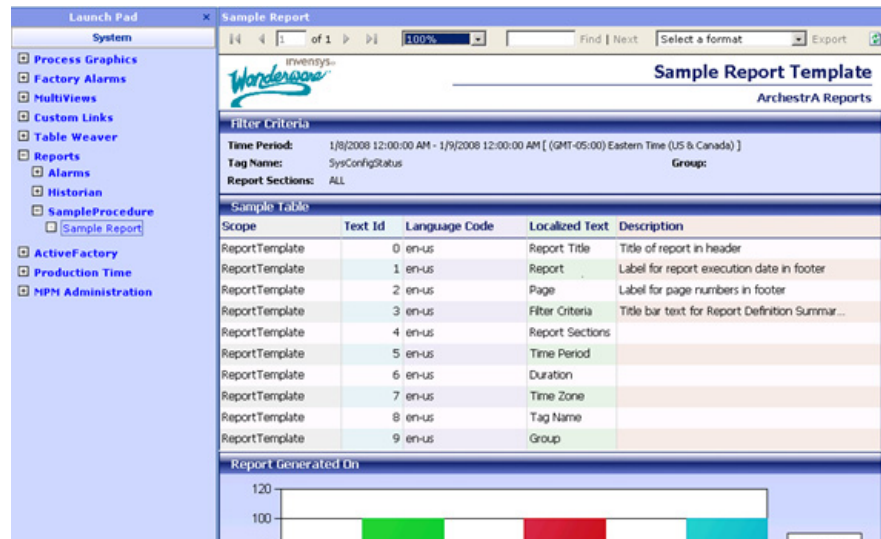 Launch Pad × Sample Report
System
1 of 1 100% Find | Next Select a format Export
Process Graphics
Factory Alarms
MultiViews
Custom Links
Table Weaver
Reports
Alarms
Historian
SampleProcedure
Sample Report
ActiveFactory
Production Time
MPM Administration
invensys
Wonderware
Sample Report Template
ArchestrA Reports
Filter Criteria
Time Period: 1/8/2008 12:00:00 AM - 1/9/2008 12:00:00 AM [ (GMT-05:00) Eastern Time (US & Canada) ]
Tag Name: SysConfigStatus Group:
Report Sections: ALL
Sample Table
Scope Text Id Language Code Localized Text Description
ReportTemplate 0 en-us Report Title Title of report in header
ReportTemplate 1 en-us Report Label for report execution date in footer
ReportTemplate 2 en-us Page Label for page numbers in footer
ReportTemplate 3 en-us Filter Criteria Title bar text for Report Definition Summar...
ReportTemplate 4 en-us Report Sections
ReportTemplate 5 en-us Time Period
ReportTemplate 6 en-us Duration
ReportTemplate 7 en-us Time Zone
ReportTemplate 8 en-us Tag Name
ReportTemplate 9 en-us Group
Report Generated On
120
100